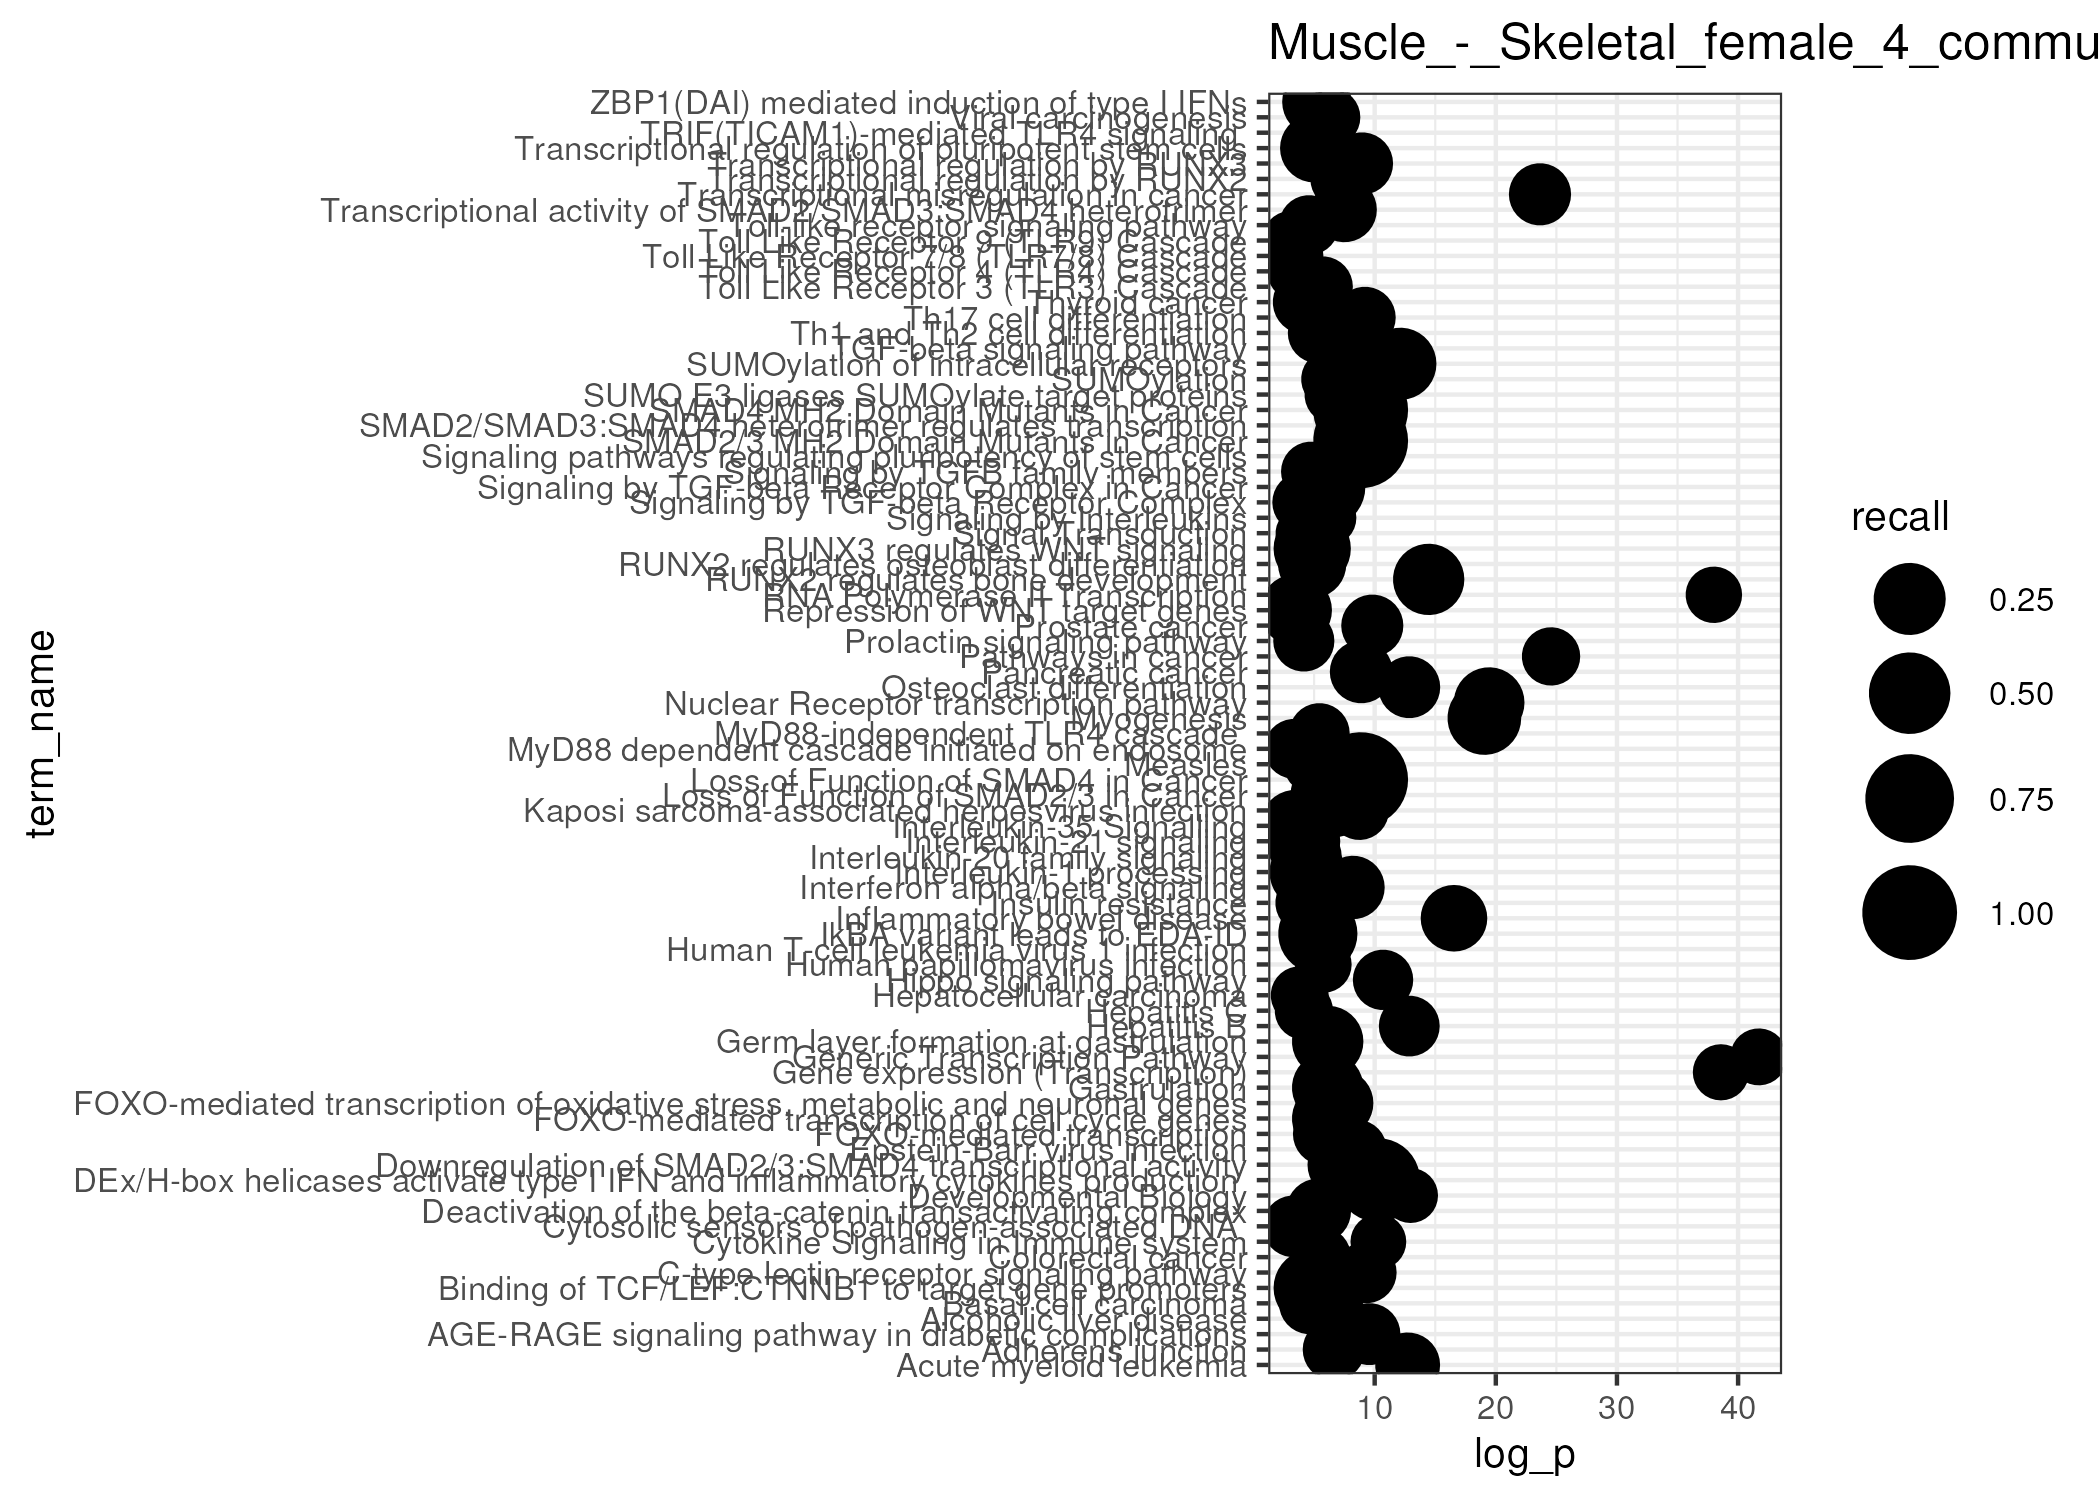 Muscle_-_Skeletal_female_4_commu
ZBP1(DAI) mediated induction of type I IFNs
Viral carcinogenesis
TRIF(TICAM1)-mediated TLR4 signaling
Transcriptional regulation of pluripotent stem cells
Transcriptional regulation by RUNX3
Transcriptional regulation by RUNX2
Transcriptional misregulation in cancer
Transcriptional activity of SMAD2/SMAD3:SMAD4 heterotrimer
Toll-like receptor signaling pathway
Toll Like Receptor 9 (TLR9) Cascade
Toll Like Receptor 7/8 (TLR7/8) Cascade
Toll Like Receptor 4 (TLR4) Cascade
Toll Like Receptor 3 (TLR3) Cascade
Thyroid cancer
Th17 cell differentiation
Th1 and Th2 cell differentiation
TGF-beta signaling pathway
SUMOylation of intracellular receptors
SUMOylation
SUMO E3 ligases SUMOylate target proteins
SMAD4 MH2 Domain Mutants in Cancer
SMAD2/SMAD3:SMAD4 heterotrimer regulates transcription
SMAD2/3 MH2 Domain Mutants in Cancer
Signaling pathways regulating pluripotency of stem cells
Signaling by TGFB family members
Signaling by TGF-beta Receptor Complex in Cancer
Signaling by TGF-beta Receptor Complex
Signaling by Interleukins
Signal Transduction
RUNX3 regulates WNT signaling
RUNX2 regulates osteoblast differentiation
RUNX2 regulates bone development
RNA Polymerase II Transcription
Repression of WNT target genes
Prostate cancer
Prolactin signaling pathway
Pathways in cancer
Pancreatic cancer
Osteoclast differentiation
Nuclear Receptor transcription pathway
Myogenesis
MyD88-independent TLR4 cascade
MyD88 dependent cascade initiated on endosome
Measles
Loss of Function of SMAD4 in Cancer
Loss of Function of SMAD2/3 in Cancer
Kaposi sarcoma-associated herpesvirus infection
Interleukin-35 Signalling
Interleukin-21 signaling
Interleukin-20 family signaling
Interleukin-1 processing
Interferon alpha/beta signaling
Insulin resistance
Inflammatory bowel disease
IkBA variant leads to EDA-ID
Human T-cell leukemia virus 1 infection
Human papillomavirus infection
Hippo signaling pathway
Hepatocellular carcinoma
Hepatitis C
Hepatitis B
Germ layer formation at gastrulation
Generic Transcription Pathway
Gene expression (Transcription)
Gastrulation
FOXO-mediated transcription of oxidative stress, metabolic and neuronal genes
FOXO-mediated transcription of cell cycle genes
FOXO-mediated transcription
Epstein-Barr virus infection
Downregulation of SMAD2/3:SMAD4 transcriptional activity
DEx/H-box helicases activate type I IFN and inflammatory cytokines production
Developmental Biology
Deactivation of the beta-catenin transactivating complex
Cytosolic sensors of pathogen-associated DNA
Cytokine Signaling in Immune system
Colorectal cancer
C-type lectin receptor signaling pathway
Binding of TCF/LEF:CTNNB1 to target gene promoters
Basal cell carcinoma
Alcoholic liver disease
AGE-RAGE signaling pathway in diabetic complications
Adherens junction
Acute myeloid leukemia
term_name
10 20 30 40
log_p
recall
0.25
0.50
0.75
1.00